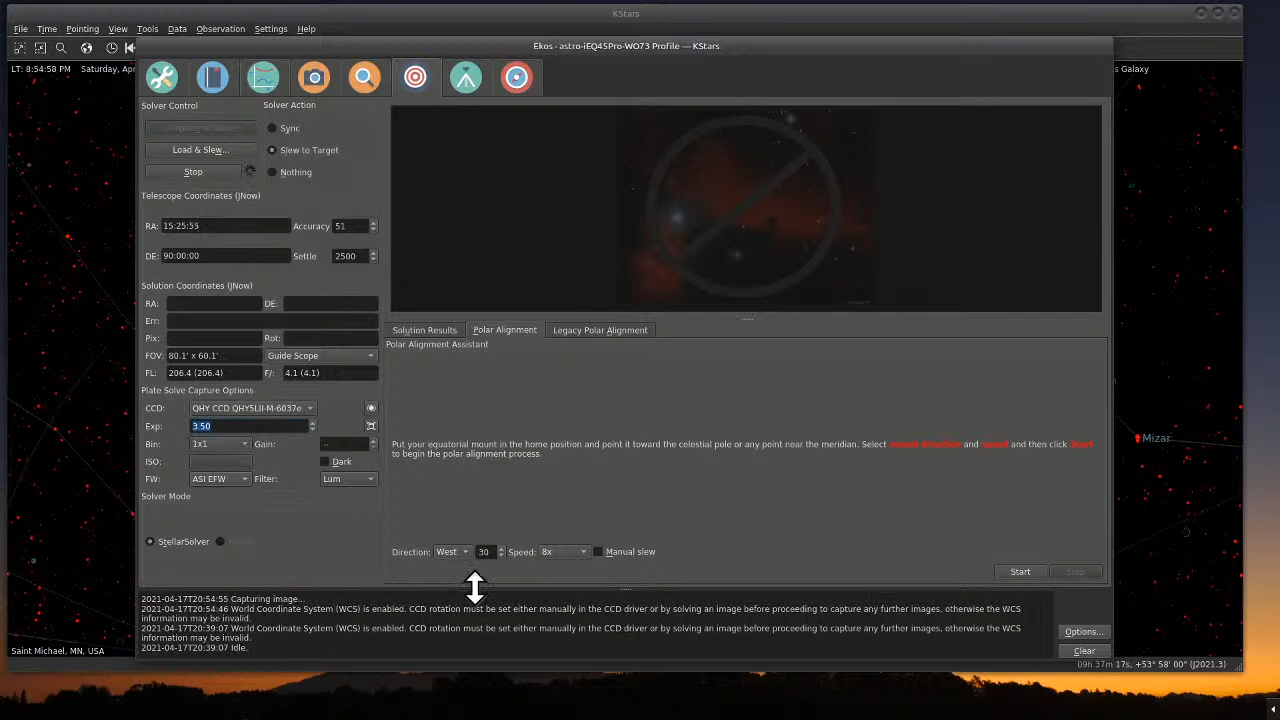 KStars
File Time Pointing View Tools Data Observation Settings Help
Ekos - astro-iEQ45Pro-WO73 Profile — KStars
LT: 8:54:58 PM Saturday, Apr
s Galaxy
Solver Control
Solver Action
Sync
Load & Slew...
Slew to Target
Stop
Nothing
Telescope Coordinates (JNow)
RA: 15:25:55 Accuracy 51
DE: 90:00:00 Settle 2500
Solution Coordinates (JNow)
RA: DE:
Err:
Pix: Rot:
FOV: 80.1' x 60.1' Guide Scope
FL: 206.4 (206.4) F/: 4.1 (4.1)
Plate Solve Capture Options
CCD: QHY CCD QHY5LII-M-6037e
Exp: 3.50
Bin: 1x1 Gain: --
ISO: Dark
FW: ASI EFW Filter: Lum
Solver Mode
StellarSolver
Solution Results Polar Alignment Legacy Polar Alignment
Polar Alignment Assistant
Put your equatorial mount in the home position and point it toward the celestial pole or any point near the meridian. Select mount direction and speed and then click Start
to begin the polar alignment process.
Direction: West 30 Speed: 8x Manual slew
Start Stop
2021-04-17T20:54:55 Capturing image...
2021-04-17T20:54:46 World Coordinate System (WCS) is enabled. CCD rotation must be set either manually in the CCD driver or by solving an image before proceeding to capture any further images, otherwise the WCS
information may be invalid.
2021-04-17T20:39:07 World Coordinate System (WCS) is enabled. CCD rotation must be set either manually in the CCD driver or by solving an image before proceeding to capture any further images, otherwise the WCS
information may be invalid.
2021-04-17T20:39:07 Idle.
Options...
Clear
Mizar
Saint Michael, MN, USA
09h 37m 17s, +53° 58' 00" (J2021.3)